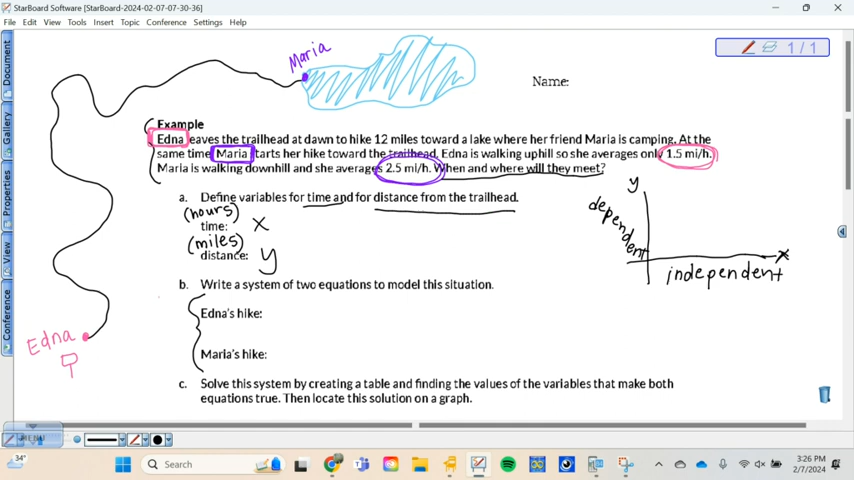 StarBoard Software - [StarBoard-2024-02-07-07-30-36]
File Edit View Tools Insert Topic Conference Settings Help
Document
Gallery
Properties
View
Conference
1/1
Maria
Name:
Example
Edna leaves the trailhead at dawn to hike 12 miles toward a lake where her friend Maria is camping. At the
same time Maria starts her hike toward the trailhead. Edna is walking uphill so she averages only 1.5 mi/h.
Maria is walking downhill and she averages 2.5 mi/h. When and where will they meet?
a. Define variables for time and for distance from the trailhead.
(hours)
time: x
(miles)
distance: y
y
dependent
x
independent
b. Write a system of two equations to model this situation.
Edna's hike:
Maria's hike:
Edna
c. Solve this system by creating a table and finding the values of the variables that make both
equations true. Then locate this solution on a graph.
MENU
34°
Search
3:26 PM
2/7/2024